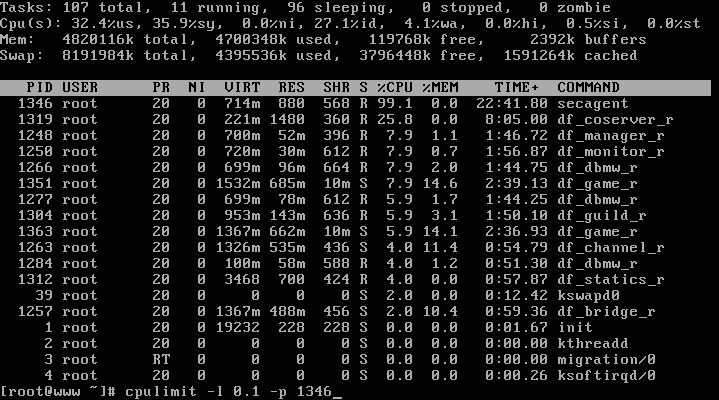 Tasks: 107 total,  11 running,  96 sleeping,   0 stopped,   0 zombie
Cpu(s): 32.4%us, 35.9%sy,  0.0%ni, 27.1%id,  4.1%wa,  0.0%hi,  0.5%si,  0.0%st
Mem:   4820116k total,  4700348k used,   119768k free,     2392k buffers
Swap:  8191984k total,  4395536k used,  3796448k free,  1591264k cached
PID USER      PR  NI  VIRT  RES  SHR S %CPU %MEM    TIME+  COMMAND
1346 root      20   0  714m  880  568 R 99.1  0.0  22:41.80 secagent
1319 root      20   0  221m 1480  360 R 25.8  0.0   8:05.00 df_coserver_r
1248 root      20   0  700m  52m  396 R  7.9  1.1   1:46.72 df_manager_r
1250 root      20   0  720m  30m  612 R  7.9  0.7   1:56.87 df_monitor_r
1266 root      20   0  699m  96m  664 R  7.9  2.0   1:44.75 df_dbmw_r
1351 root      20   0 1532m 685m  10m S  7.9 14.6   2:39.13 df_game_r
1277 root      20   0  699m  78m  612 R  5.9  1.7   1:44.25 df_dbmw_r
1304 root      20   0  953m 143m  636 R  5.9  3.1   1:50.10 df_guild_r
1363 root      20   0 1367m 662m  10m S  5.9 14.1   2:36.93 df_game_r
1263 root      20   0 1326m 535m  436 S  4.0 11.4   0:54.79 df_channel_r
1284 root      20   0  100m  58m  588 R  4.0  1.2   0:51.30 df_dbmw_r
1312 root      20   0  3468  700  424 R  4.0  0.0   0:57.87 df_statics_r
39 root      20   0     0    0    0 S  2.0  0.0   0:12.42 kswapd0
1257 root      20   0 1367m 488m  456 S  2.0 10.4   0:59.36 df_bridge_r
1 root      20   0 19232  228  228 S  0.0  0.0   0:01.67 init
2 root      20   0     0    0    0 S  0.0  0.0   0:00.00 kthreadd
3 root      RT   0     0    0    0 S  0.0  0.0   0:00.00 migration/0
4 root      20   0     0    0    0 S  0.0  0.0   0:00.26 ksoftirqd/0
[root@www ~]# cpulimit -l 0.1 -p 1346_